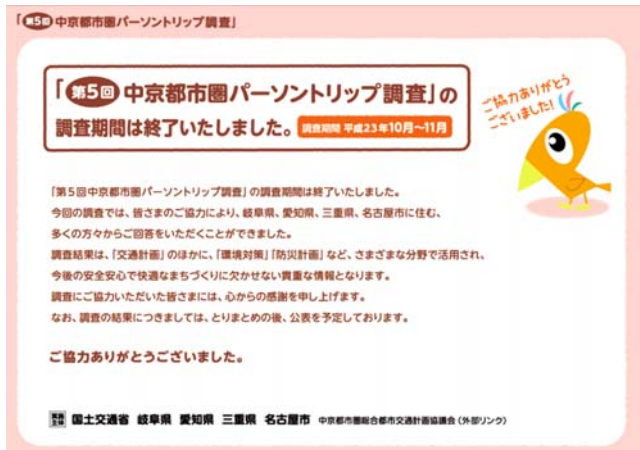 「第5回中京都市圏パーソントリップ調査」
「第5回中京都市圏パーソントリップ調査」の
調査期間は終了いたしました。 調査期間 平成23年10月～11月
ご協力ありがとう
ございました!
「第5回中京都市圏パーソントリップ調査」の調査期間は終了いたしました。
今回の調査では、皆さまのご協力により、岐阜県、愛知県、三重県、名古屋市に住む、
多くの方々からご回答をいただくことができました。
調査結果は、「交通計画」のほかに、「環境対策」「防災計画」など、さまざまな分野で活用され、
今後の安全安心で快適なまちづくりに欠かせない貴重な情報となります。
調査にご協力いただいた皆さまには、心からの感謝を申し上げます。
なお、調査の結果につきましては、とりまとめの後、公表を予定しております。
ご協力ありがとうございました。
実施主体 国土交通省 岐阜県 愛知県 三重県 名古屋市 中京都市圏総合都市交通計画協議会（外部リンク）